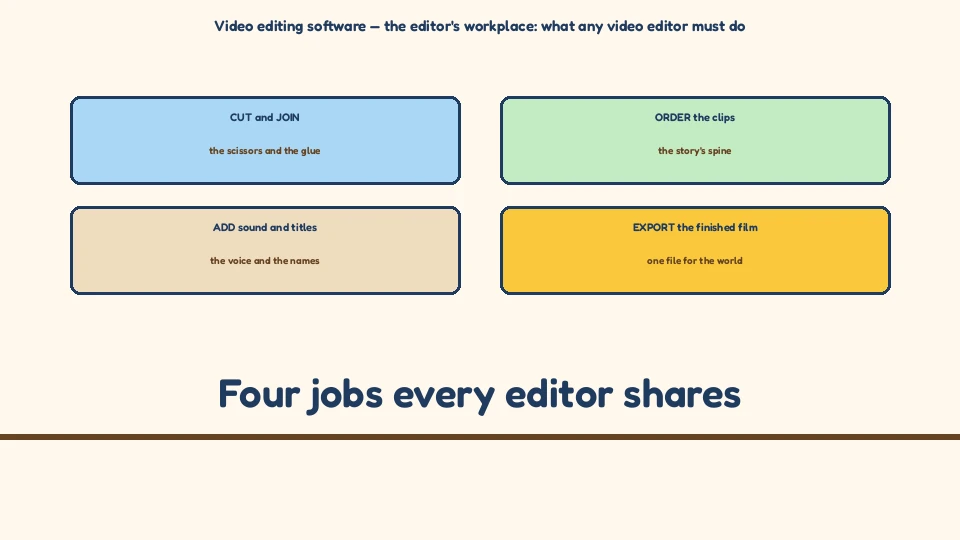 Video editing software — the editor's workplace: what any video editor must do
CUT and JOIN
the scissors and the glue
ORDER the clips
the story's spine
ADD sound and titles
the voice and the names
EXPORT the finished film
one file for the world
Four jobs every editor shares